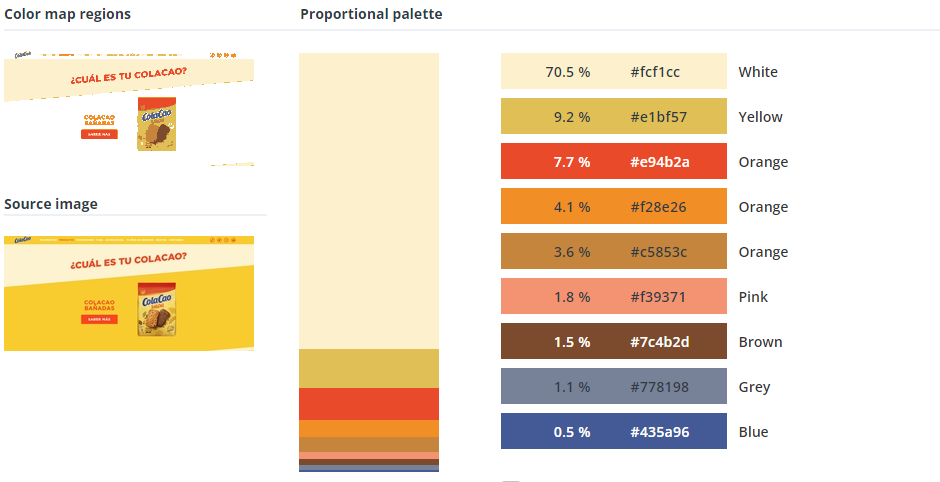 Color map regions
Proportional palette
ColaCao
¿CUÁL ES TU COLACAO?
COLACAO
BAÑADAS
SABER MÁS
ColaCao
Source image
ColaCao
¿CUÁL ES TU COLACAO?
COLACAO
BAÑADAS
SABER MÁS
ColaCao
70.5 % #fcf1cc White
9.2 % #e1bf57 Yellow
7.7 % #e94b2a Orange
4.1 % #f28e26 Orange
3.6 % #c5853c Orange
1.8 % #f39371 Pink
1.5 % #7c4b2d Brown
1.1 % #778198 Grey
0.5 % #435a96 Blue